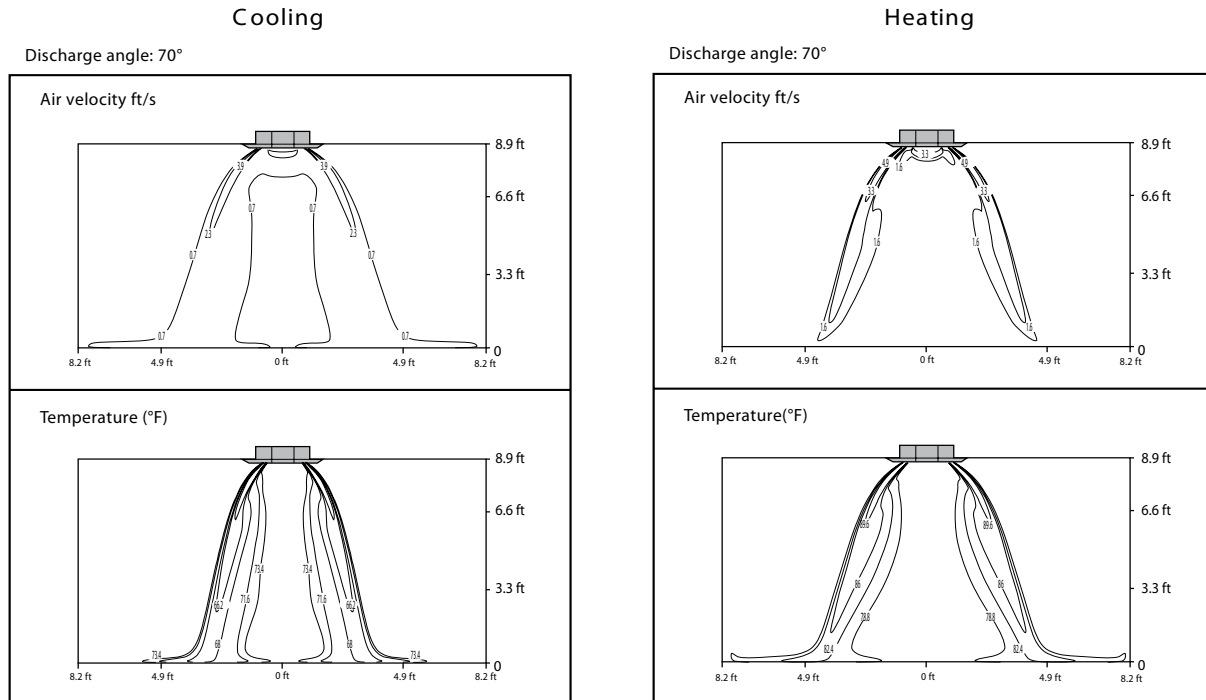 Cooling
Discharge angle: 70°
Air velocity ft/s
3.9
3.9
2.3
2.3
0.7
0.7
0.7
0.7
0.7
0.7
8.9 ft
6.6 ft
3.3 ft
0
8.2 ft
4.9 ft
0 ft
4.9 ft
8.2 ft
Temperature (°F)
73.4
73.4
66.2
71.6
71.6
66.2
68
68
73.4
73.4
8.9 ft
6.6 ft
3.3 ft
0
8.2 ft
4.9 ft
0 ft
4.9 ft
8.2 ft
Heating
Discharge angle: 70°
Air velocity ft/s
3.3
4.9
1.6
4.9
3.3
3.3
1.6
1.6
1.6
1.6
8.9 ft
6.6 ft
3.3 ft
0
8.2 ft
4.9 ft
0 ft
4.9 ft
8.2 ft
Temperature(°F)
89.6
89.6
86
86
78.8
78.8
82.4
82.4
8.9 ft
6.6 ft
3.3 ft
0
8.2 ft
4.9 ft
0 ft
4.9 ft
8.2 ft